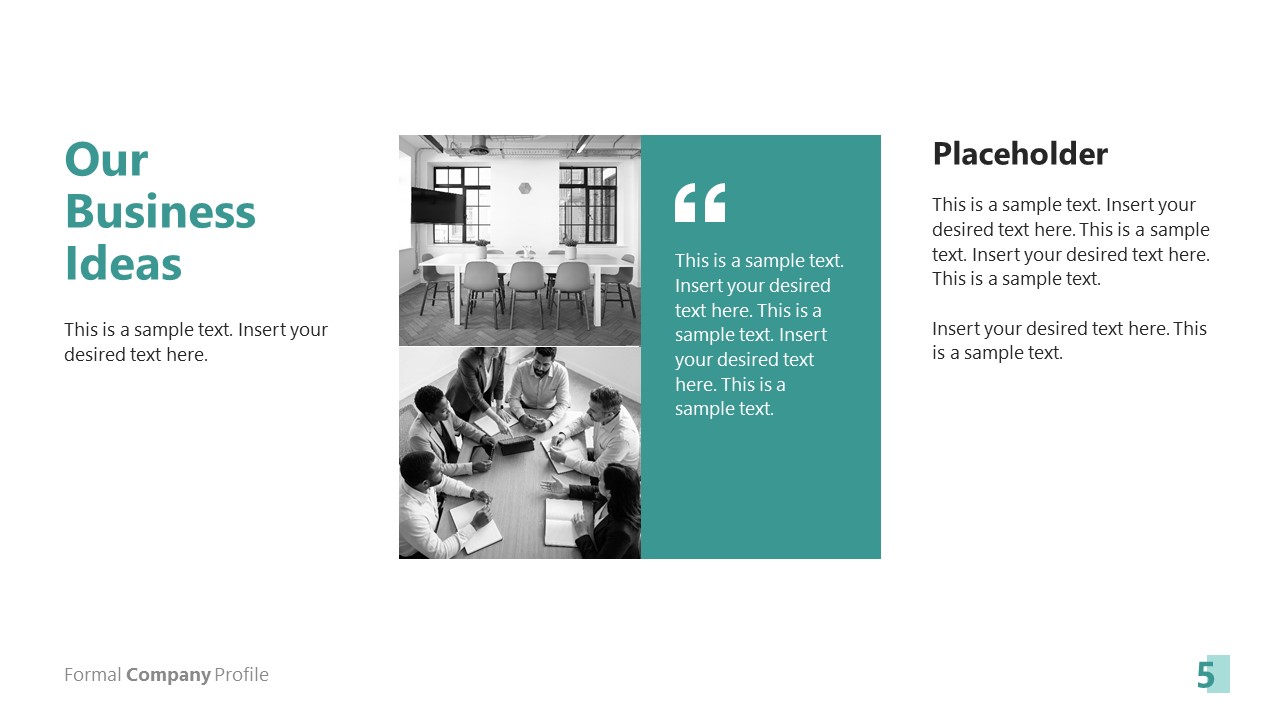 Our
Business
Ideas
This is a sample text. Insert your
desired text here.
“
This is a sample text.
Insert your desired
text here. This is a
sample text. Insert
your desired text
here. This is a
sample text.
Placeholder
This is a sample text. Insert your
desired text here. This is a sample
text. Insert your desired text here.
This is a sample text.
Insert your desired text here. This
is a sample text.
Formal Company Profile
5